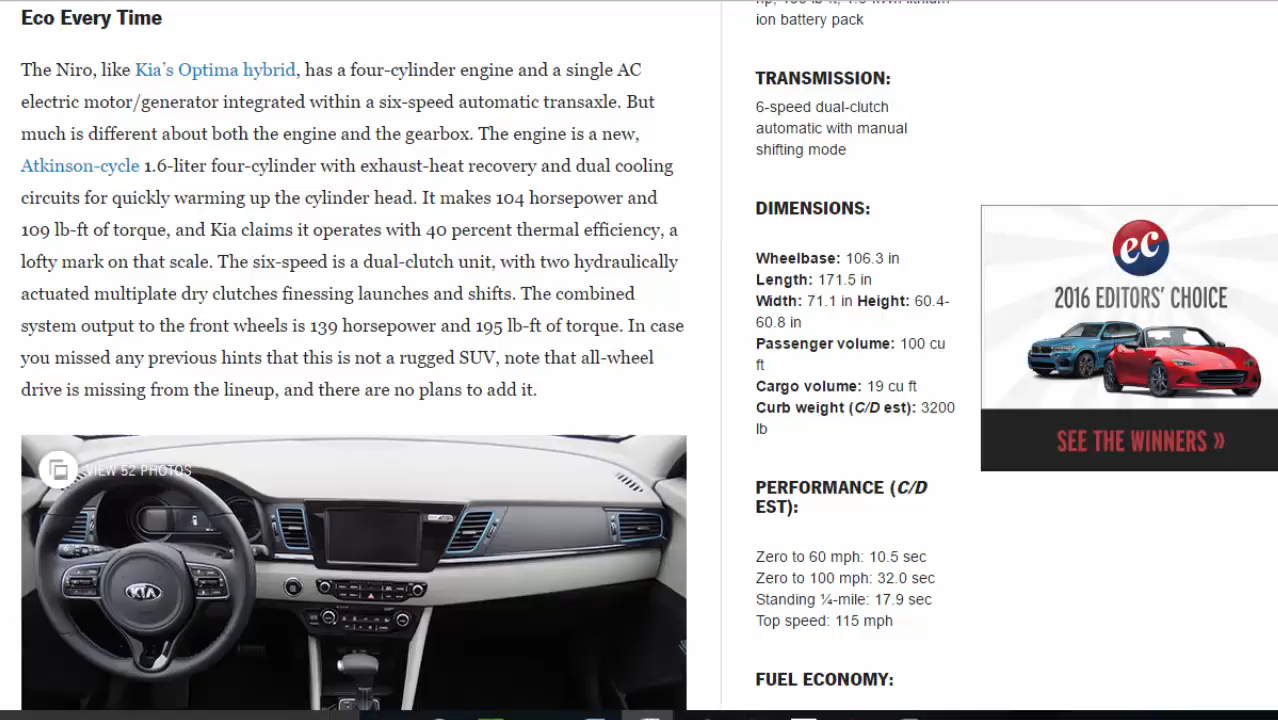 Eco Every Time
The Niro, like Kia’s Optima hybrid, has a four-cylinder engine and a single AC
electric motor/generator integrated within a six-speed automatic transaxle. But
much is different about both the engine and the gearbox. The engine is a new,
Atkinson-cycle 1.6-liter four-cylinder with exhaust-heat recovery and dual cooling
circuits for quickly warming up the cylinder head. It makes 104 horsepower and
109 lb-ft of torque, and Kia claims it operates with 40 percent thermal efficiency, a
lofty mark on that scale. The six-speed is a dual-clutch unit, with two hydraulically
actuated multiplate dry clutches finessing launches and shifts. The combined
system output to the front wheels is 139 horsepower and 195 lb-ft of torque. In case
you missed any previous hints that this is not a rugged SUV, note that all-wheel
drive is missing from the lineup, and there are no plans to add it.
VIEW 52 PHOTOS
KIA
ion battery pack
TRANSMISSION:
6-speed dual-clutch
automatic with manual
shifting mode
DIMENSIONS:
Wheelbase: 106.3 in
Length: 171.5 in
Width: 71.1 in Height: 60.4-
60.8 in
Passenger volume: 100 cu
ft
Cargo volume: 19 cu ft
Curb weight (C/D est): 3200
lb
PERFORMANCE (C/D
EST):
Zero to 60 mph: 10.5 sec
Zero to 100 mph: 32.0 sec
Standing ¼-mile: 17.9 sec
Top speed: 115 mph
FUEL ECONOMY:
ec
2016 EDITORS’ CHOICE
SEE THE WINNERS »